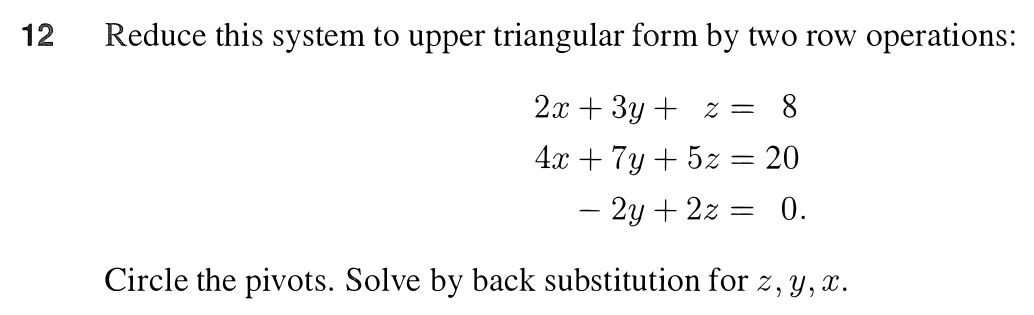 12 Reduce this system to upper triangular form by two row operations:
2x + 3y + z = 8
4x + 7y + 5z = 20
− 2y + 2z = 0.
Circle the pivots. Solve by back substitution for z, y, x.